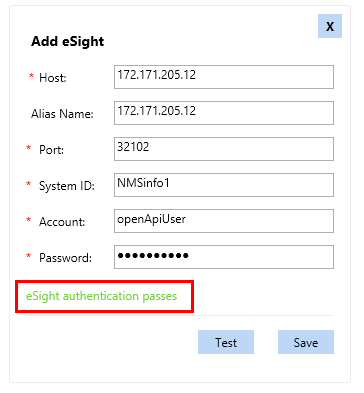 X
Add eSight
* Host: 172.171.205.12
Alias Name: 172.171.205.12
* Port: 32102
* System ID: NMSinfo1
* Account: openApiUser
* Password: ●●●●●●●●●●
eSight authentication passes
Test Save